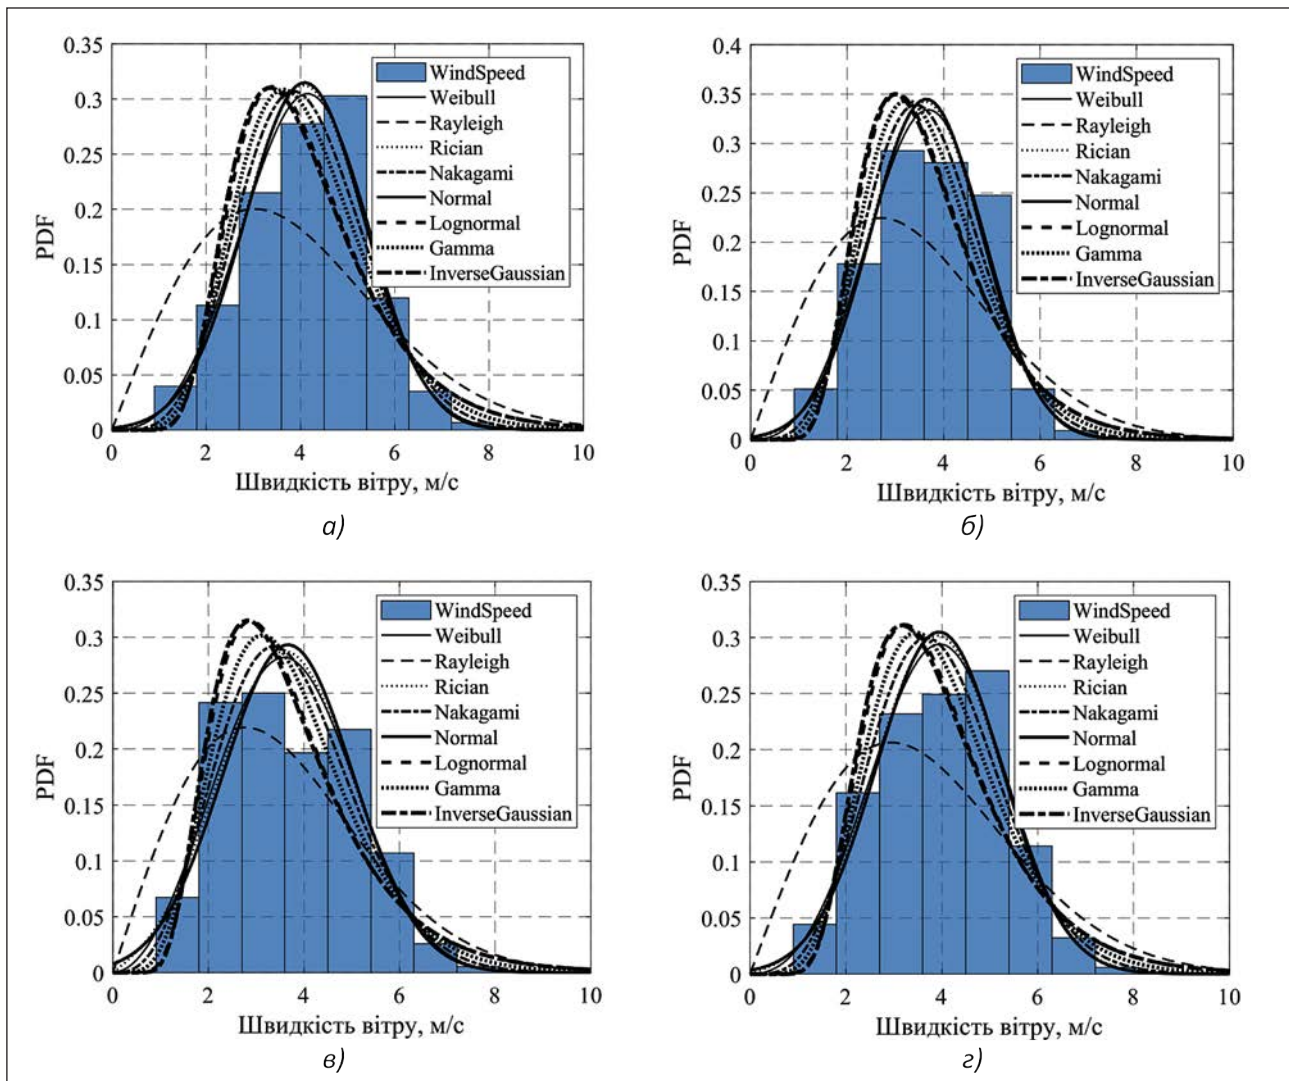 0.35
0.3
0.25
0.2
0.15
0.1
0.05
0
PDF
WindSpeed
Weibull
Rayleigh
Rician
Nakagami
Normal
Lognormal
Gamma
InverseGaussian
0 2 4 6 8 10
Швидкість вітру, м/с
а)
0.4
0.35
0.3
0.25
0.2
0.15
0.1
0.05
0
PDF
WindSpeed
Weibull
Rayleigh
Rician
Nakagami
Normal
Lognormal
Gamma
InverseGaussian
0 2 4 6 8 10
Швидкість вітру, м/с
б)
0.35
0.3
0.25
0.2
0.15
0.1
0.05
0
PDF
WindSpeed
Weibull
Rayleigh
Rician
Nakagami
Normal
Lognormal
Gamma
InverseGaussian
0 2 4 6 8 10
Швидкість вітру, м/с
в)
0.35
0.3
0.25
0.2
0.15
0.1
0.05
0
PDF
WindSpeed
Weibull
Rayleigh
Rician
Nakagami
Normal
Lognormal
Gamma
InverseGaussian
0 2 4 6 8 10
Швидкість вітру, м/с
г)